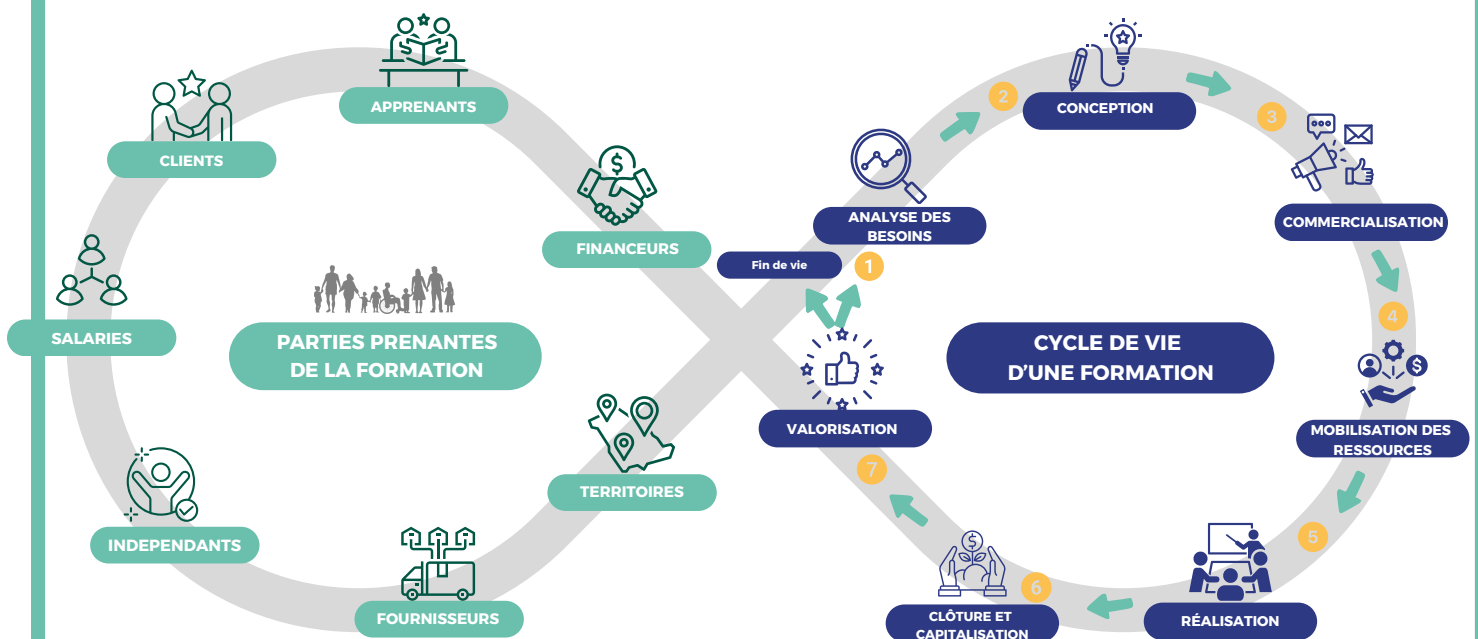 APPRENANTS
CLIENTS
FINANCEURS
SALARIES
PARTIES PRENANTES
DE LA FORMATION
TERRITOIRES
INDEPENDANTS
FOURNISSEURS
2
CONCEPTION
3
ANALYSE DES
BESOINS
COMMERCIALISATION
Fin de vie
1
4
CYCLE DE VIE
D'UNE FORMATION
VALORISATION
MOBILISATION DES
RESSOURCES
7
5
6
CLÔTURE ET
CAPITALISATION
RÉALISATION